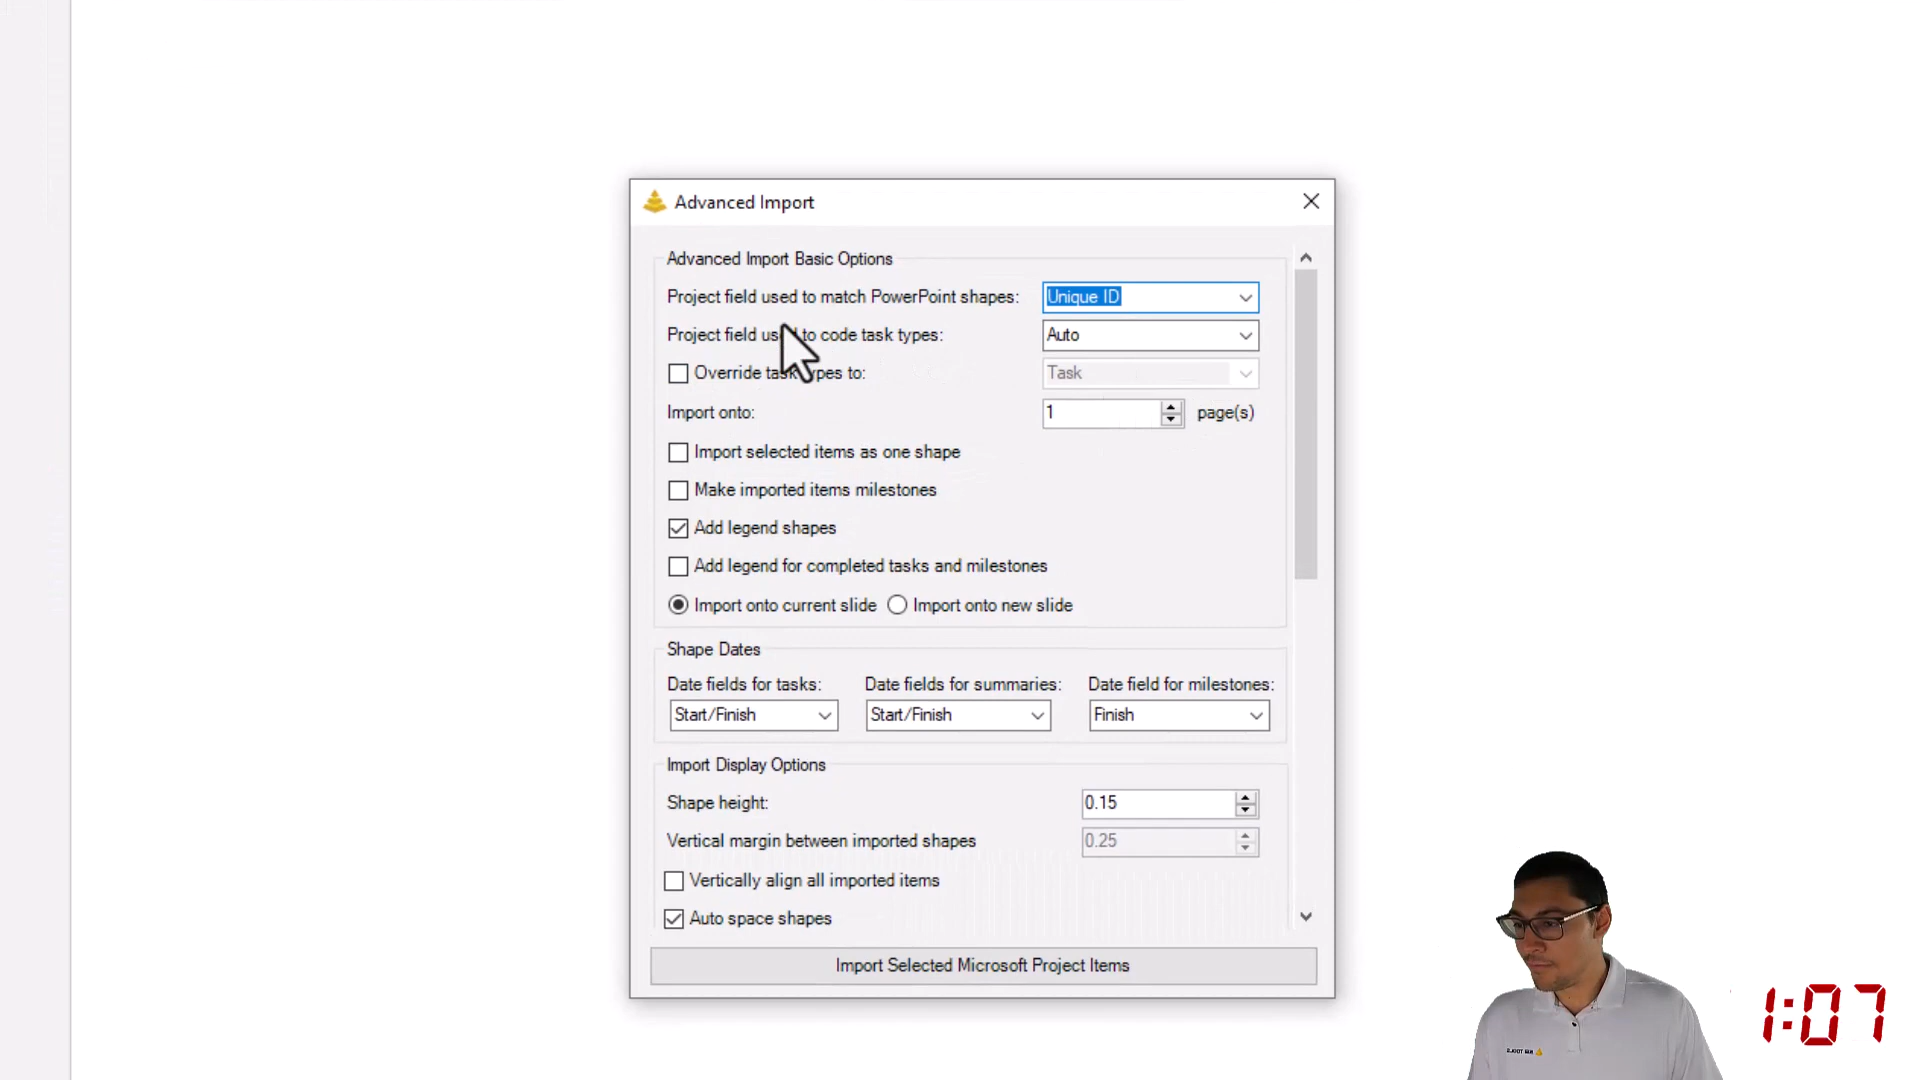 Advanced Import
Advanced Import Basic Options
Project field used to match PowerPoint shapes: Unique ID
Project field used to code task types: Auto
Override task types to: Task
Import onto: 1 page(s)
Import selected items as one shape
Make imported items milestones
Add legend shapes
Add legend for completed tasks and milestones
Import onto current slide Import onto new slide
Shape Dates
Date fields for tasks: Date fields for summaries: Date field for milestones:
Start/Finish Start/Finish Finish
Import Display Options
Shape height: 0.15
Vertical margin between imported shapes 0.25
Vertically align all imported items
Auto space shapes
Import Selected Microsoft Project Items
1:07